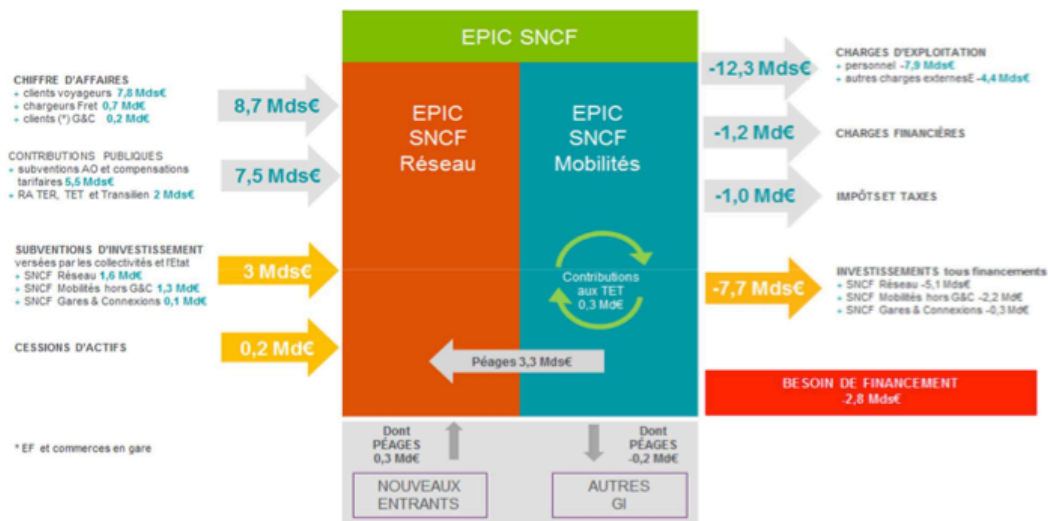 EPIC SNCF
CHIFFRE D'AFFAIRES
+ clients voyageurs 7,8 Mds€
+ chargeurs Fret 0,7 Md€
+ clients (*) G&C 0,2 Md€
8,7 Mds€
CONTRIBUTIONS PUBLIQUES
+ subventions AO et compensations
tarifaires 5,5 Mds€
+ RA TER, TET et Transilien 2 Mds€
7,5 Mds€
SUBVENTIONS D'INVESTISSEMENT
versées par les collectivités et l'Etat
+ SNCF Réseau 1,6 Md€
+ SNCF Mobilités hors G&C 1,3 Md€
+ SNCF Gares & Connexions 0,1 Md€
3 Mds€
CESSIONS D'ACTIFS
0,2 Md€
* EF et commerces en gare
EPIC
SNCF
Réseau
EPIC
SNCF
Mobilités
Contributions
aux TET
0,3 Md€
Péages 3,3 Mds€
Dont
PÉAGES
0,3 Md€
NOUVEAUX
ENTRANTS
Dont
PÉAGES
-0,2 Md€
AUTRES
GI
-12,3 Mds€
CHARGES D'EXPLOITATION
+ personnel -7,9 Mds€
+ autres charges externesE -4,4 Mds€
-1,2 Md€
CHARGES FINANCIÈRES
-1,0 Md€
IMPÔTS ET TAXES
-7,7 Mds€
INVESTISSEMENTS tous financements
+ SNCF Réseau -5,1 Mds€
+ SNCF Mobilités hors G&C -2,2 Md€
+ SNCF Gares & Connexions -0,3 Md€
BESOIN DE FINANCEMENT
-2,8 Mds€